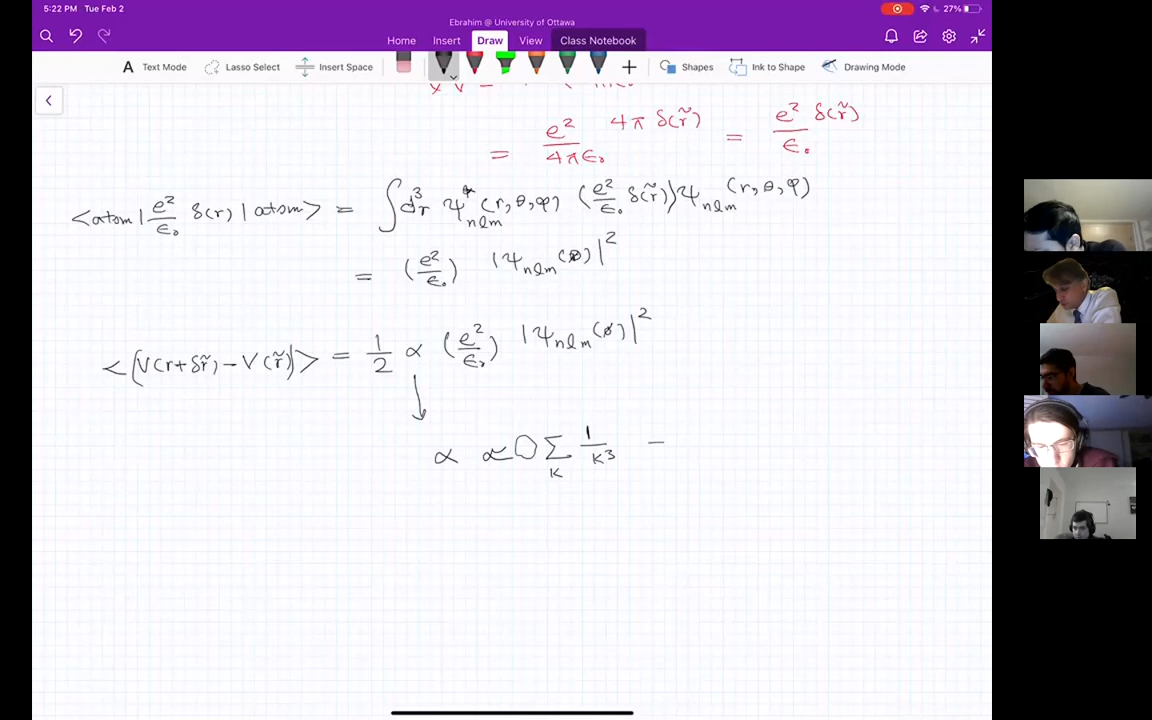 5:22 PM Tue Feb 2
27%
Ebrahim @ University of Ottawa
Home Insert Draw View Class Notebook
Text Mode Lasso Select Insert Space Shapes Ink to Shape Drawing Mode
= e²/4πε₀ 4π δ(r̃) = e²/ε₀ δ(r̃)
<atom| e²/ε₀ δ(r) |atom> = ∫d³r ψ*ₙₗₘ(r,θ,φ) (e²/ε₀ δ(r̃)) ψₙₗₘ(r,θ,φ)
= (e²/ε₀) |ψₙₗₘ(0)|²
<(V(r+δr̃) - V(r̃))> = 1/2 α (e²/ε₀) |ψₙₗₘ(0)|²
↓
α ∝ Σ_K 1/K³ =